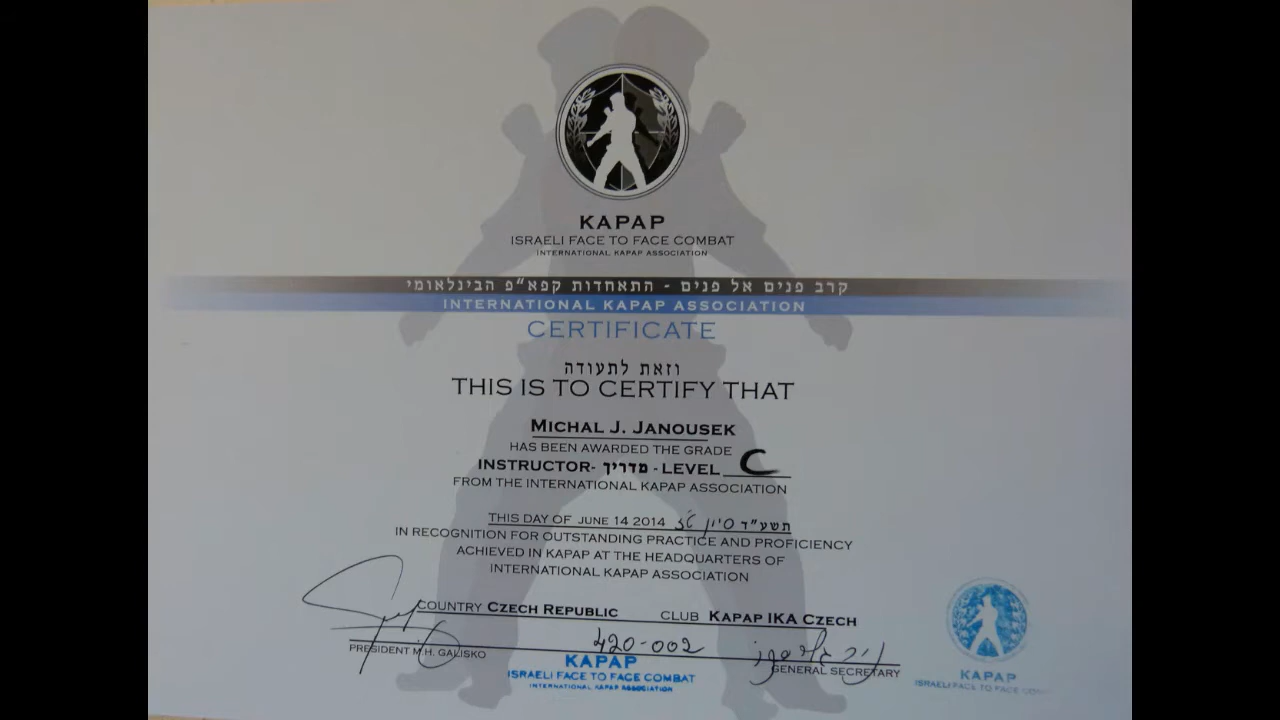 KAPAP
ISRAELI FACE TO FACE COMBAT
INTERNATIONAL KAPAP ASSOCIATION
קרב פנים אל פנים - התאחדות קפא"פ הבינלאומי
INTERNATIONAL KAPAP ASSOCIATION
CERTIFICATE
וזאת לתעודה
THIS IS TO CERTIFY THAT
MICHAL J. JANOUSEK
HAS BEEN AWARDED THE GRADE
INSTRUCTOR- מדריך - LEVEL C
FROM THE INTERNATIONAL KAPAP ASSOCIATION
THIS DAY OF JUNE 14 2014 סיון תשע"ד
IN RECOGNITION FOR OUTSTANDING PRACTICE AND PROFICIENCY
ACHIEVED IN KAPAP AT THE HEADQUARTERS OF
INTERNATIONAL KAPAP ASSOCIATION
COUNTRY CZECH REPUBLIC CLUB KAPAP IKA CZECH
420-002
PRESIDENT M.H. GALISKO GENERAL SECRETARY
KAPAP
ISRAELI FACE TO FACE COMBAT
INTERNATIONAL KAPAP ASSOCIATION
KAPAP
ISRAELI FACE TO FACE